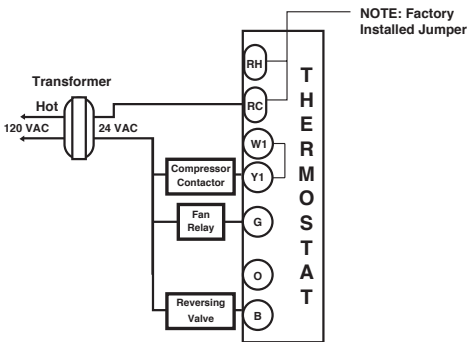 NOTE: Factory
Installed Jumper
RH
Transformer
Hot
RC
120 VAC
24 VAC
W1
Compressor
Contactor
Y1
Fan
Relay
G
O
Reversing
Valve
B
THERMOSTAT